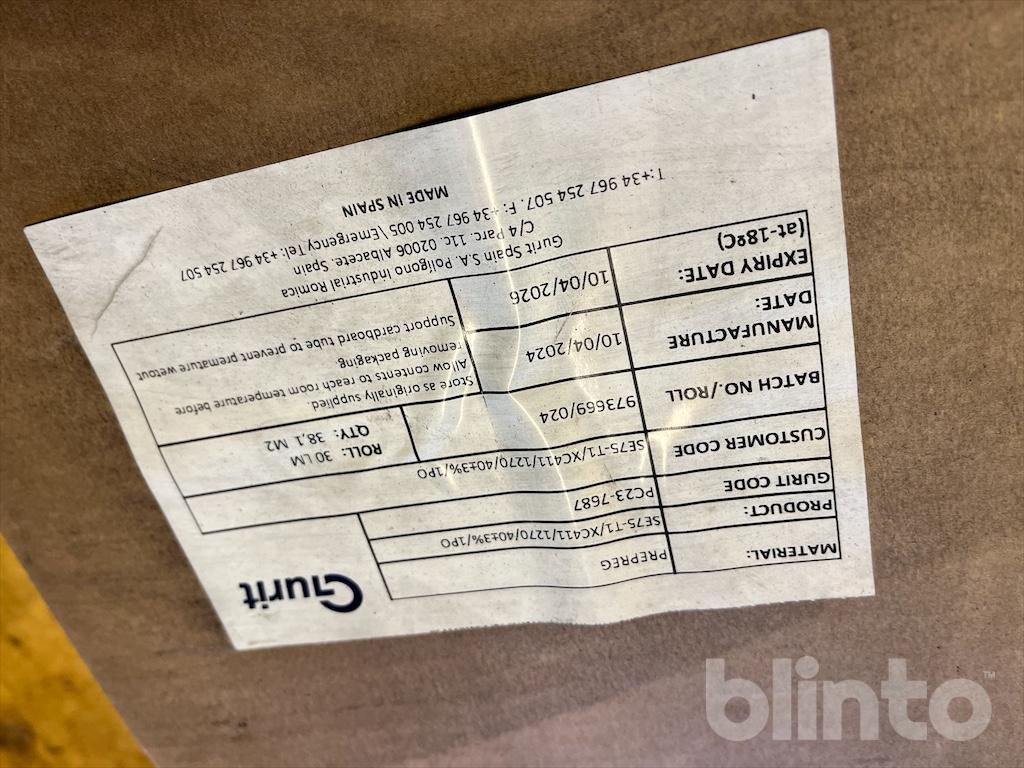 Gurit
MATERIAL: PREPREG
PRODUCT: SE75-T1/XC411/1270/40±3%/1PO
GURIT CODE PC23-7687
CUSTOMER CODE SE75-T1/XC411/1270/40±3%/1PO
BATCH NO./ROLL 973669/024
ROLL: 30 LM
QTY: 38,1 M2
MANUFACTURE
DATE: 10/04/2024
EXPIRY DATE:
(at-18ºC) 10/04/2026
Store as originally supplied.
Allow contents to reach room temperature before
removing packaging
Support cardboard tube to prevent premature wetout
Gurit Spain S.A. Polígono Industrial Romica
C/4 Parc. 11c. 02006 Albacete. Spain
T:+34 967 254 507. F: +34 967 254 005 \ Emergency Tel: +34 967 254 507
MADE IN SPAIN
blinto™